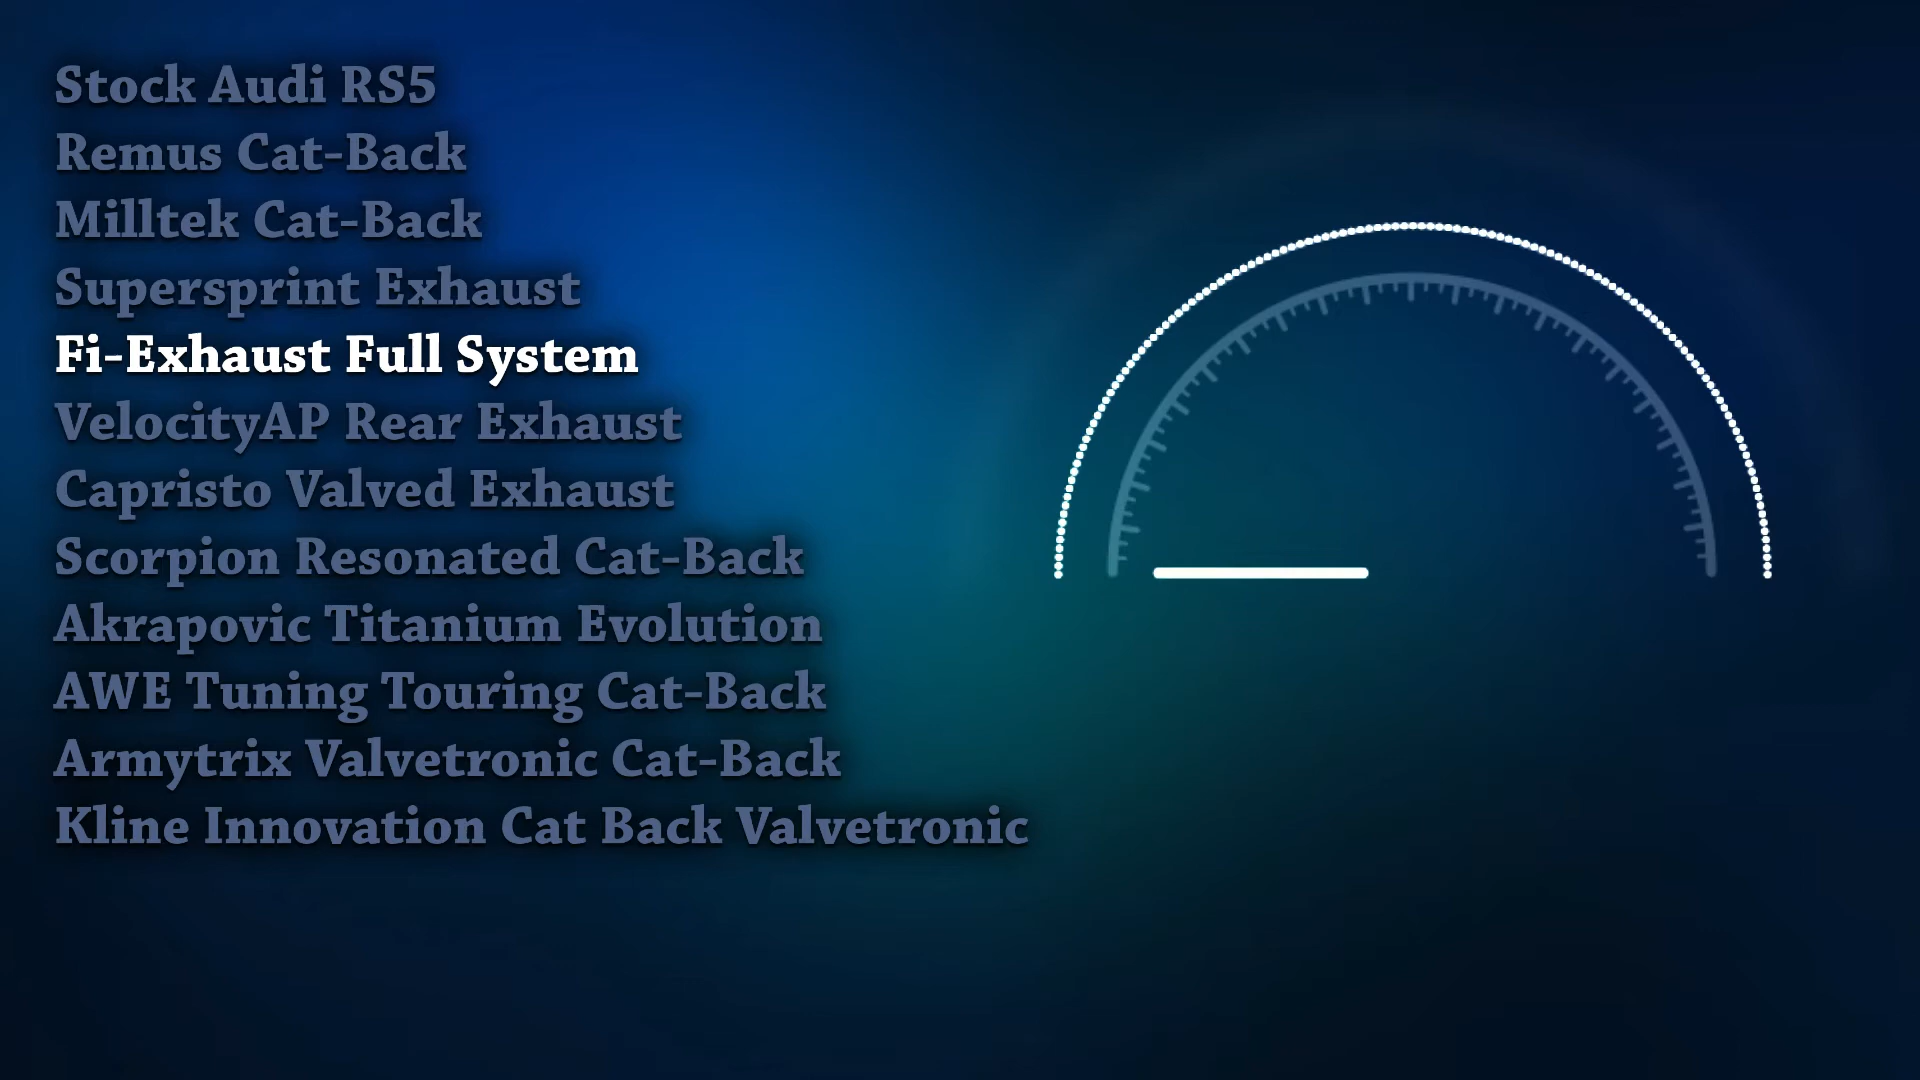 Stock Audi RS5
Remus Cat-Back
Milltek Cat-Back
Supersprint Exhaust
Fi-Exhaust Full System
VelocityAP Rear Exhaust
Capristo Valved Exhaust
Scorpion Resonated Cat-Back
Akrapovic Titanium Evolution
AWE Tuning Touring Cat-Back
Armytrix Valvetronic Cat-Back
Kline Innovation Cat Back Valvetronic